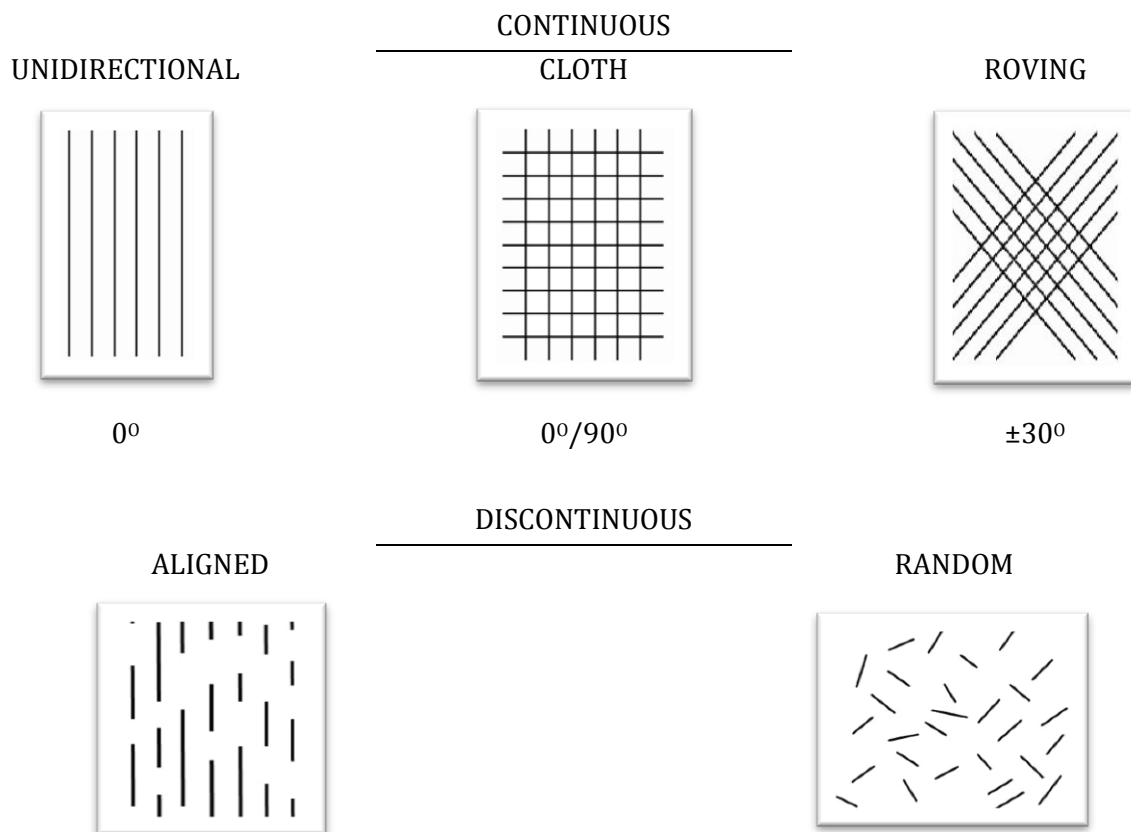 CONTINUOUS
UNIDIRECTIONAL CLOTH ROVING
0⁰ 0⁰/90⁰ ±30⁰
DISCONTINUOUS
ALIGNED RANDOM